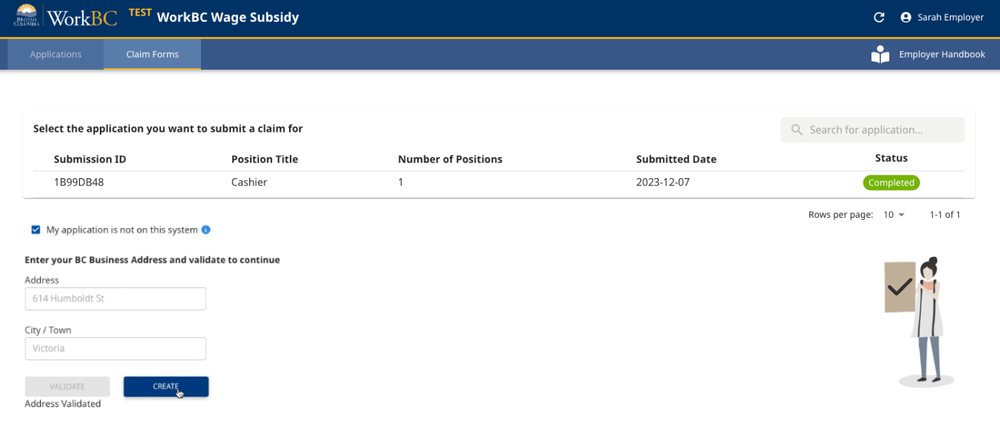 BRITISH
COLUMBIA
WorkBC
TEST
WorkBC Wage Subsidy
Sarah Employer
Applications
Claim Forms
Employer Handbook
Select the application you want to submit a claim for
Search for application...
Submission ID Position Title Number of Positions Submitted Date Status
1B99DB48 Cashier 1 2023-12-07 Completed
Rows per page: 10 1-1 of 1
My application is not on this system
Enter your BC Business Address and validate to continue
Address
614 Humboldt St
City / Town
Victoria
VALIDATE
CREATE
Address Validated